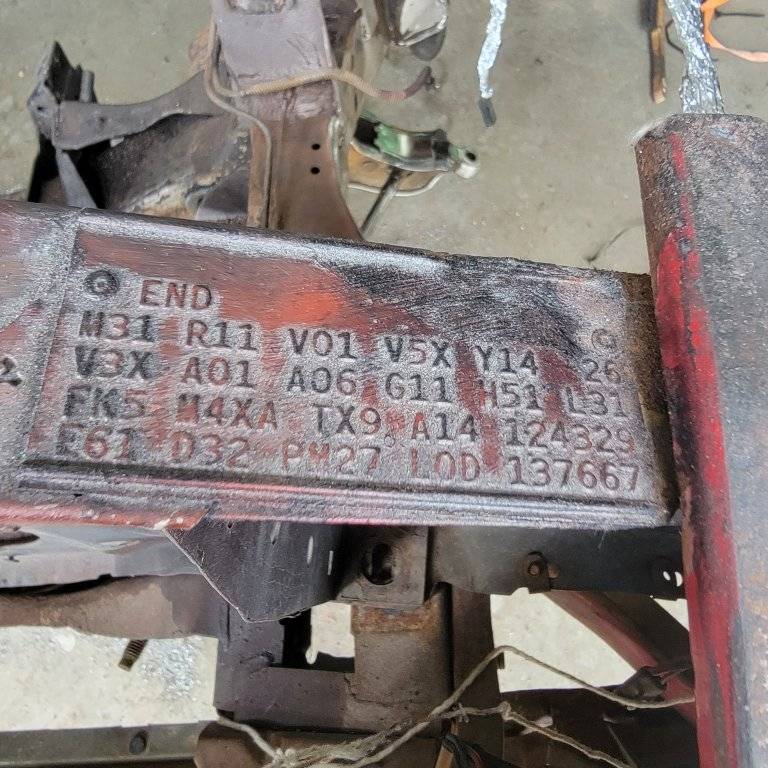 END
M31 R11 V01 V5X Y14 26
V3X A01 A06 G11 H51 L31
FK5 M4XA TX9 A14 124329
E61 D32 PM27 L0D 137667